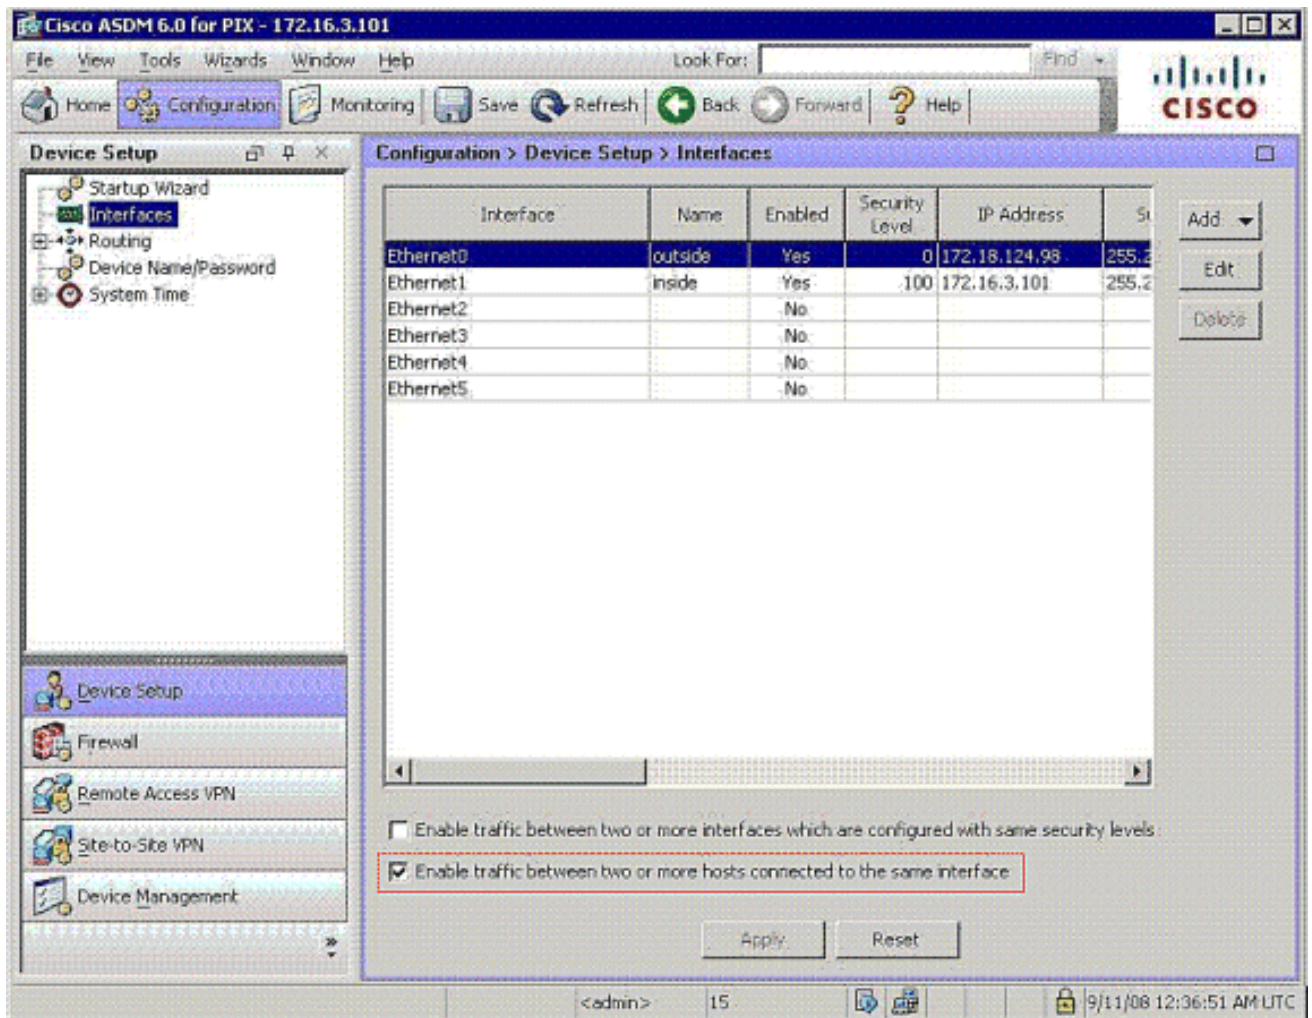 Cisco ASDM 6.0 for PIX - 172.16.3.101
File View Tools Wizards Window Help Look For: Find
Home Configuration Monitoring Save Refresh Back Forward Help
CISCO
Device Setup
Configuration > Device Setup > Interfaces
Startup Wizard
Interfaces
Routing
Device Name/Password
System Time
Interface Name Enabled Security Level IP Address Su
Ethernet0 outside Yes 0 172.18.124.98 255.2
Ethernet1 inside Yes 100 172.16.3.101 255.2
Ethernet2 No
Ethernet3 No
Ethernet4 No
Ethernet5 No
Add
Edit
Delete
Device Setup
Firewall
Remote Access VPN
Site-to-Site VPN
Device Management
Enable traffic between two or more interfaces which are configured with same security levels
Enable traffic between two or more hosts connected to the same interface
Apply Reset
<admin> 15 9/11/08 12:36:51 AM UTC